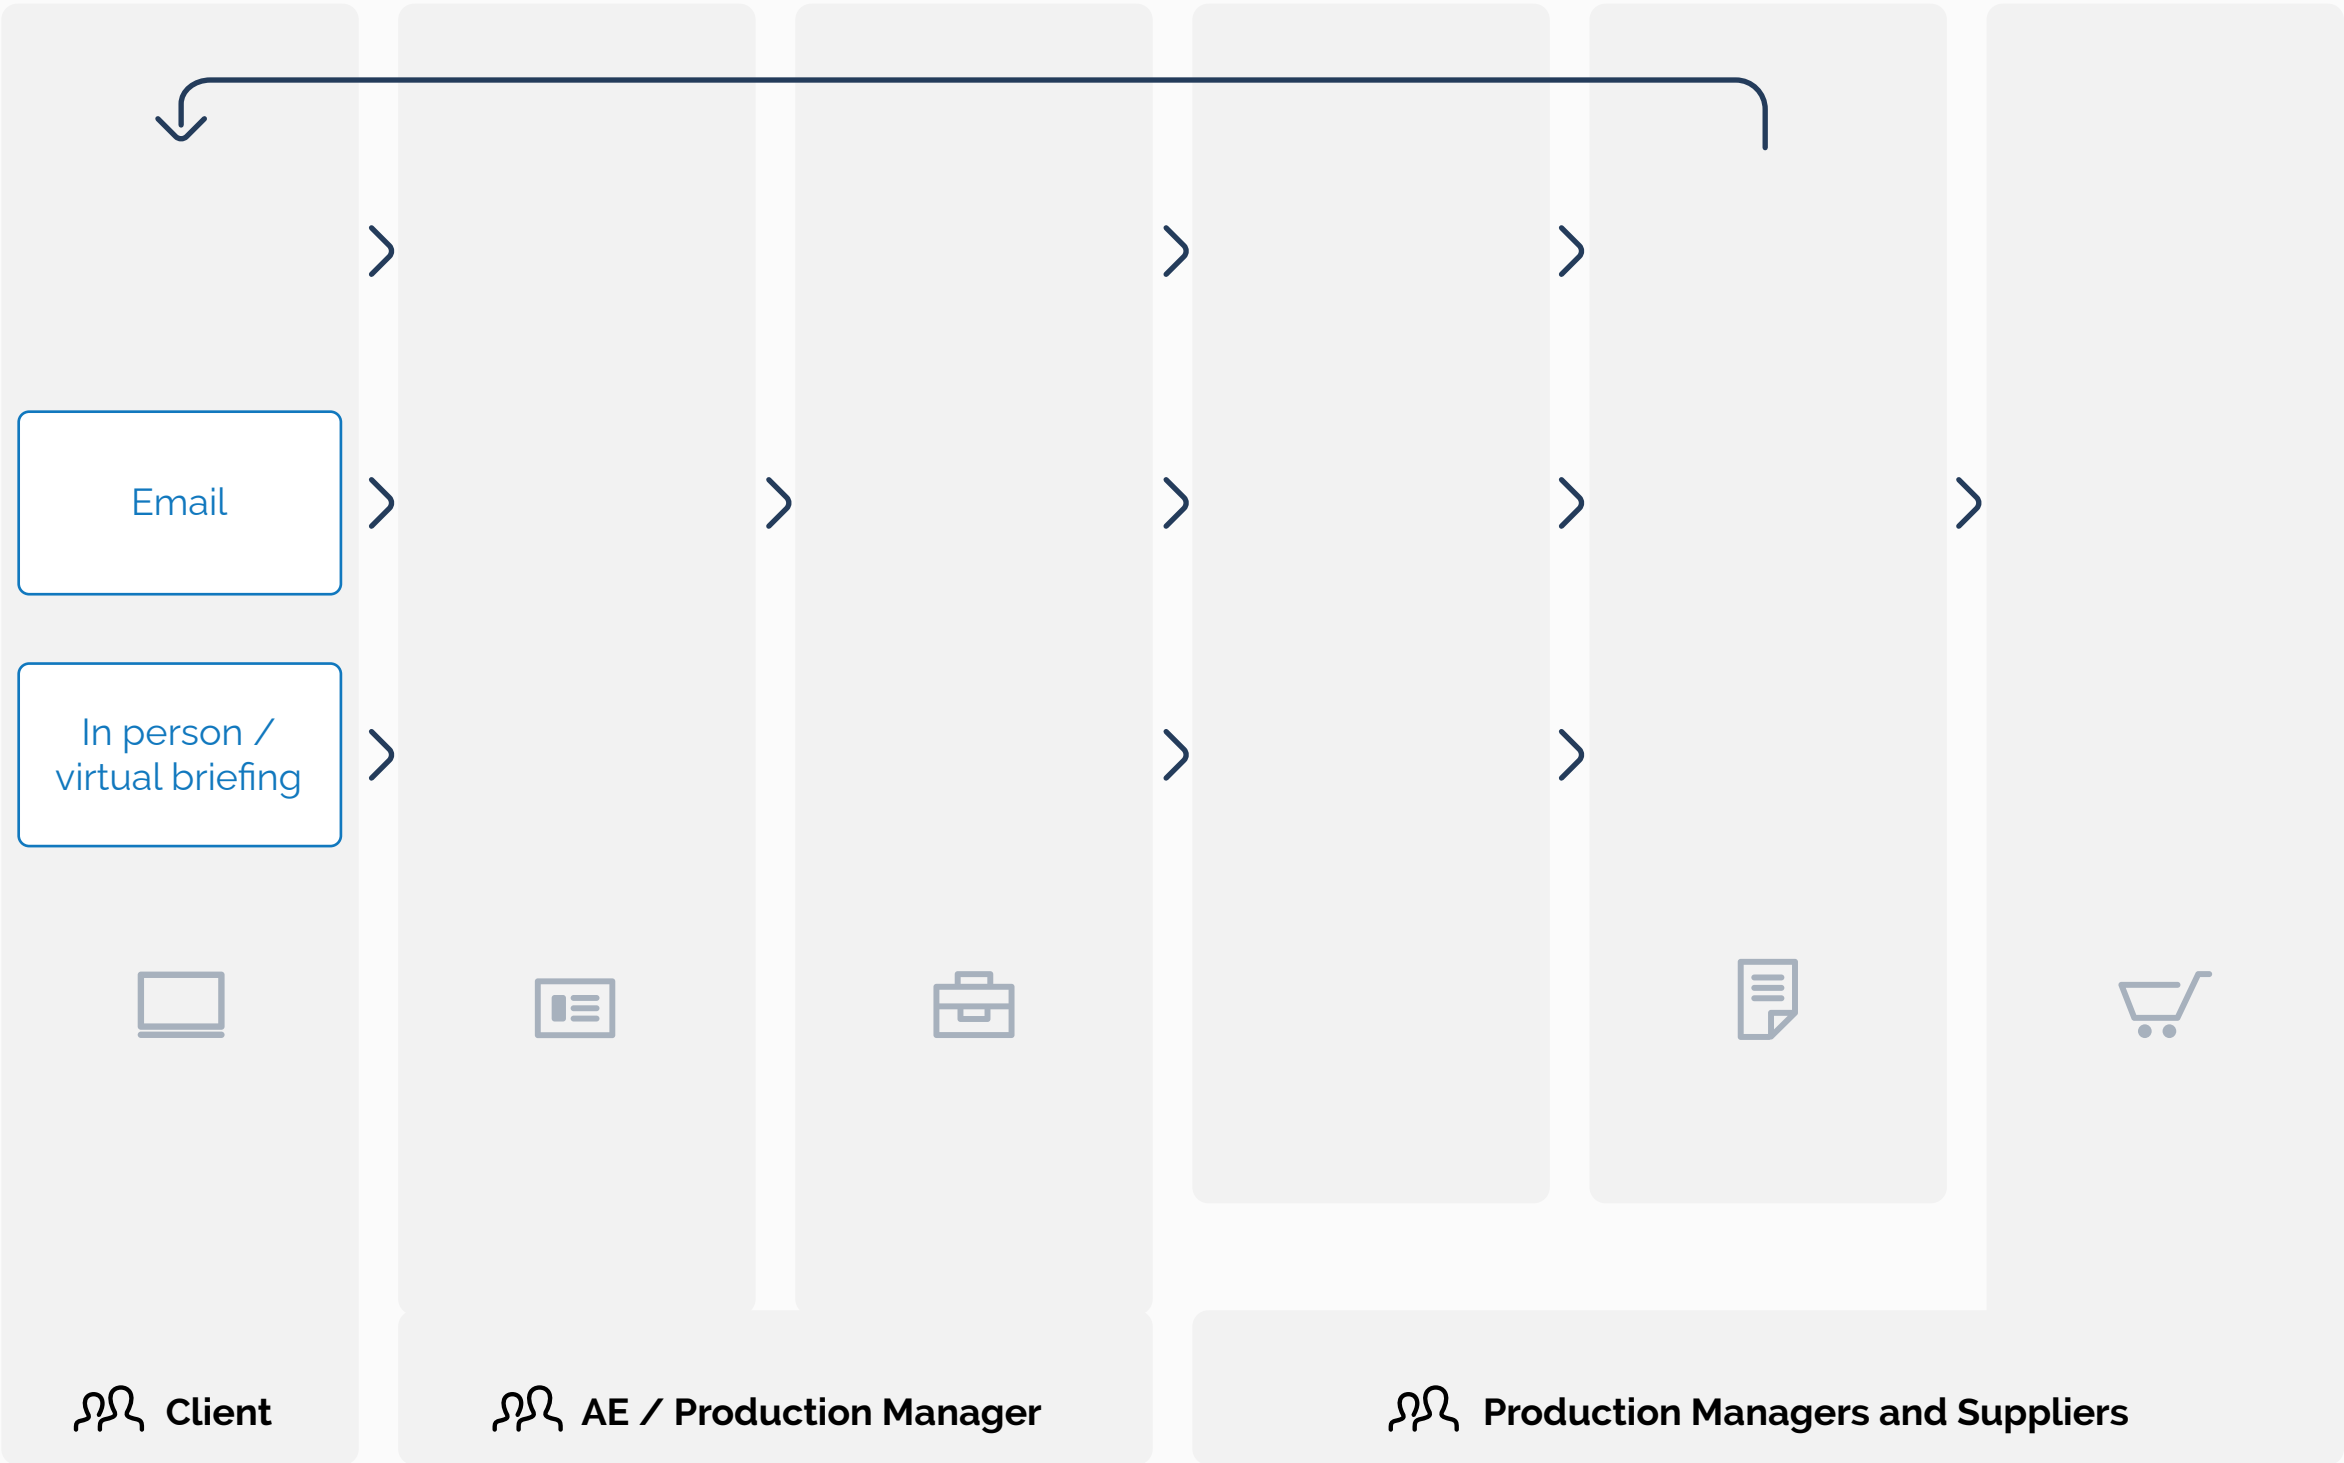 Email
In person /
virtual briefing
Client
AE / Production Manager
Production Managers and Suppliers